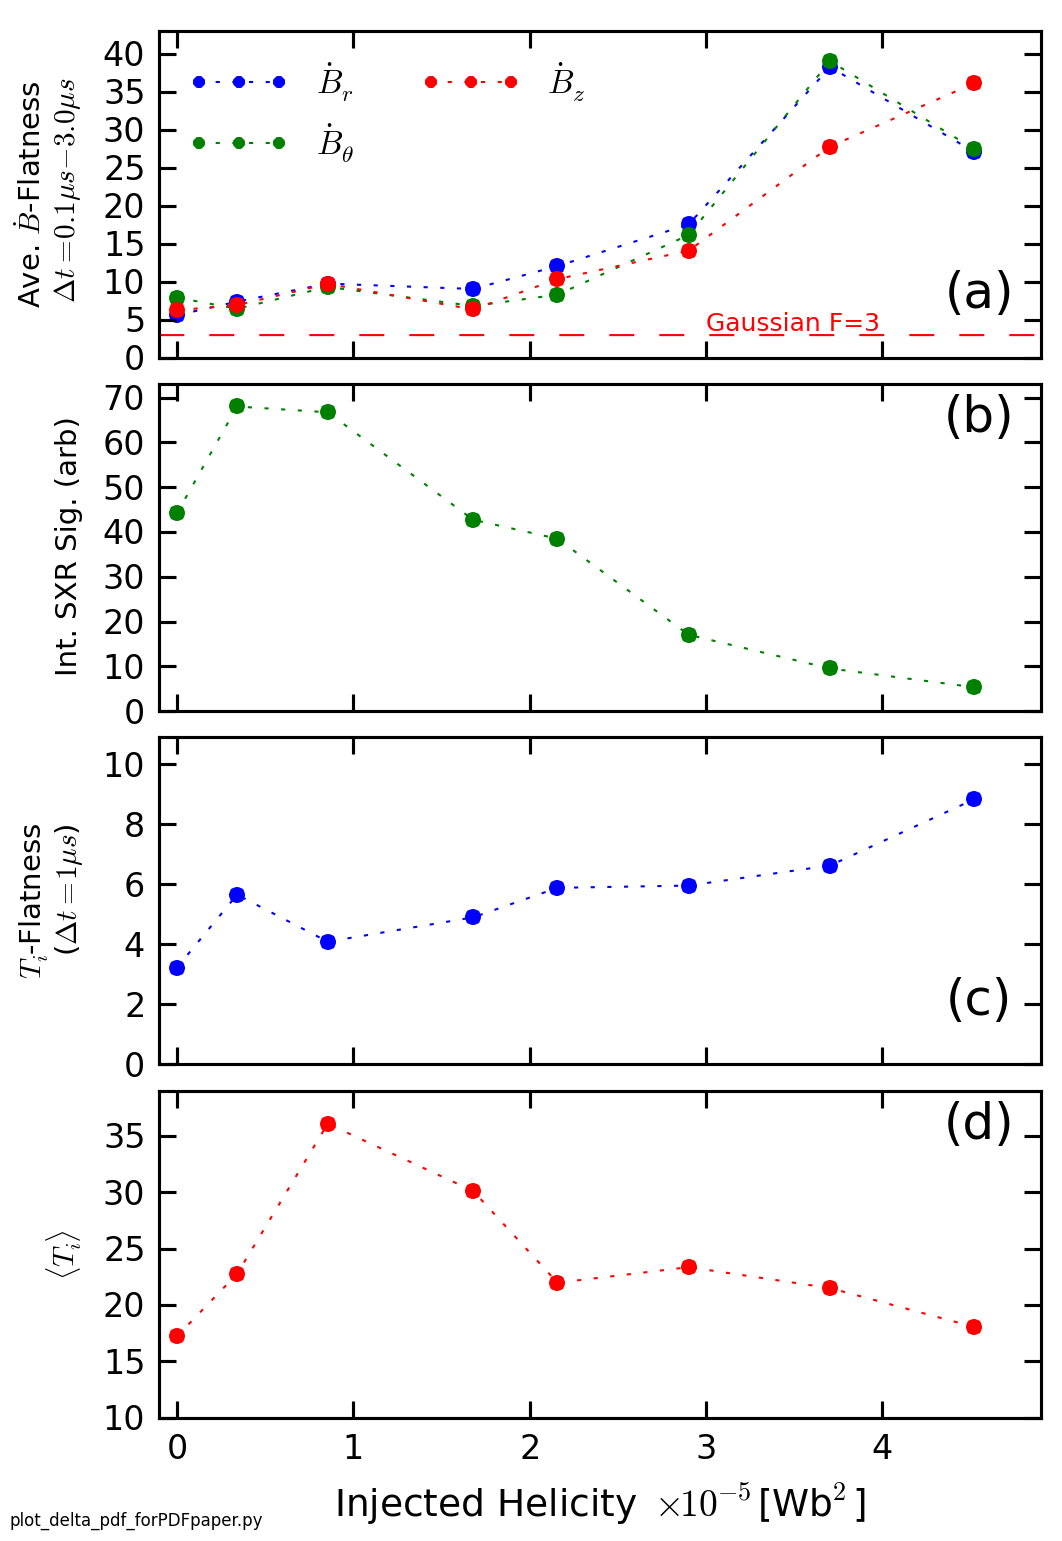 Ave. Ḃ-Flatness
Δt=0.1μs−3.0μs
40
35
30
25
20
15
10
5
0
Ḃr
Ḃz
Ḃθ
(a)
Gaussian F=3
Int. SXR Sig. (arb)
70
60
50
40
30
20
10
0
(b)
Ti-Flatness
(Δt=1μs)
10
8
6
4
2
0
(c)
⟨Ti⟩
35
30
25
20
15
10
(d)
0 1 2 3 4
Injected Helicity ×10⁻⁵ [Wb²]
plot_delta_pdf_forPDFpaper.py